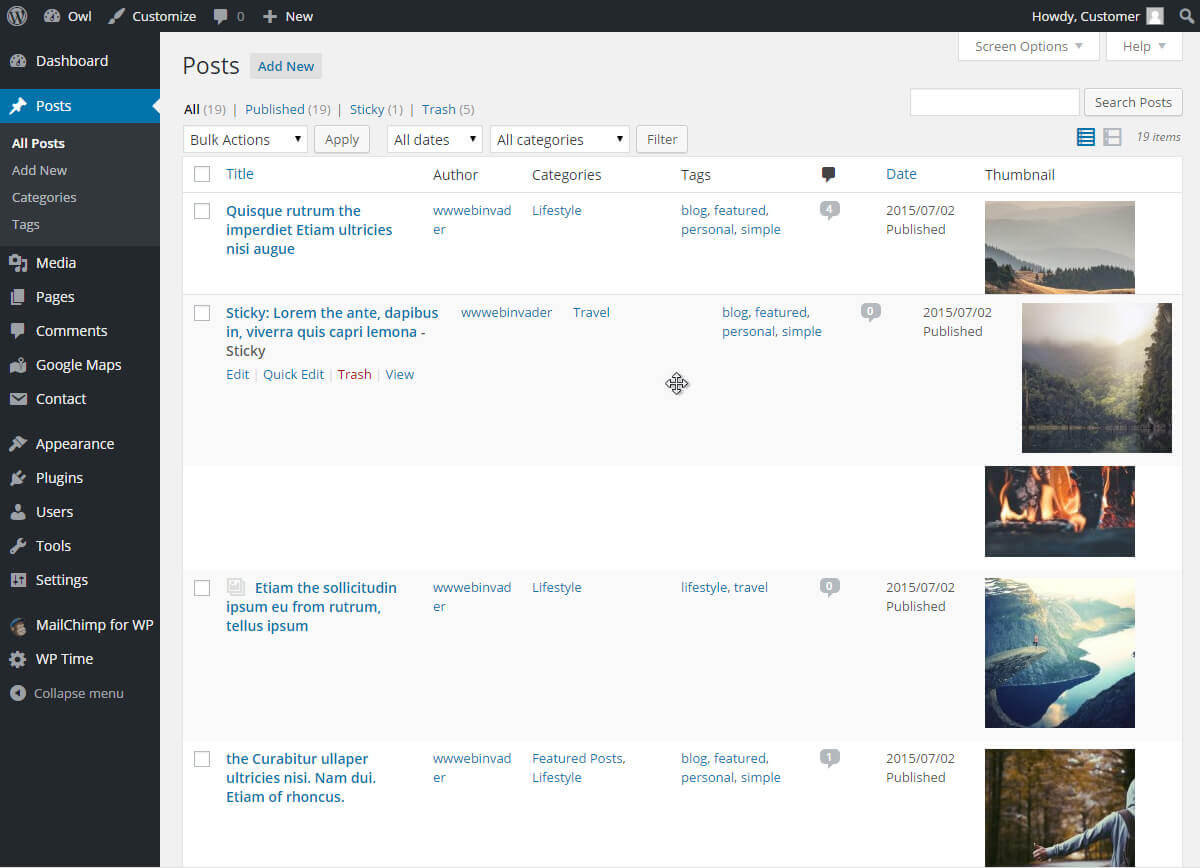 Owl Customize 0 New Howdy, Customer
Dashboard
Posts
All Posts
Add New
Categories
Tags
Media
Pages
Comments
Google Maps
Contact
Appearance
Plugins
Users
Tools
Settings
MailChimp for WP
WP Time
Collapse menu
Screen Options Help
Posts Add New
All (19) | Published (19) | Sticky (1) | Trash (5)
Search Posts
Bulk Actions Apply All dates All categories Filter 19 items
Title Author Categories Tags Date Thumbnail
Quisque rutrum the wwwebinvad Lifestyle blog, featured, 4 2015/07/02
imperdiet Etiam ultricies er personal, simple Published
nisi augue
Sticky: Lorem the ante, dapibus wwwebinvader Travel blog, featured, 0 2015/07/02
in, viverra quis capri lemona - personal, simple Published
Sticky
Edit | Quick Edit | Trash | View
Etiam the sollicitudin wwwebinvad Lifestyle lifestyle, travel 0 2015/07/02
ipsum eu from rutrum, er Published
tellus ipsum
the Curabitur ullaper wwwebinvad Featured Posts, blog, featured, 1 2015/07/02
ultricies nisi. Nam dui. er Lifestyle personal, simple Published
Etiam of rhoncus.